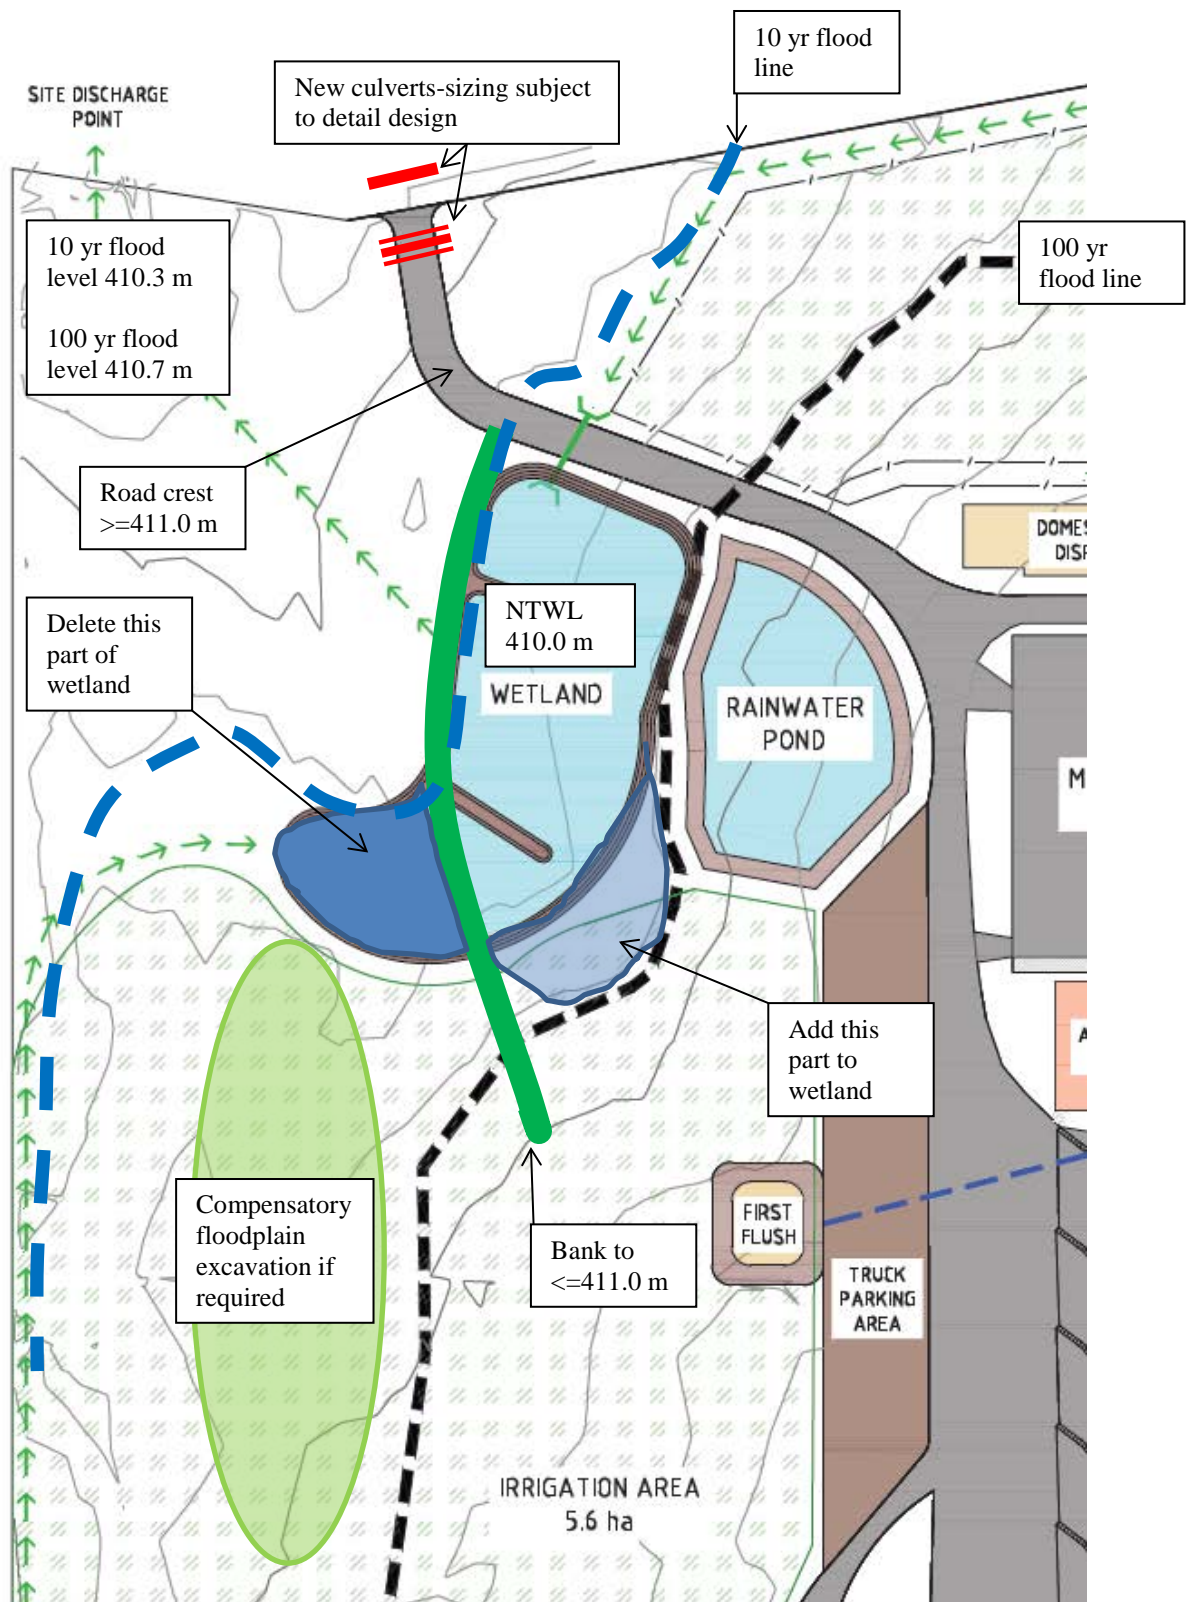 10 yr flood
line
New culverts-sizing subject
to detail design
SITE DISCHARGE
POINT
10 yr flood
level 410.3 m
100 yr flood
level 410.7 m
100 yr
flood line
Road crest
>=411.0 m
DOMES
DISP
Delete this
part of
wetland
NTWL
410.0 m
WETLAND
RAINWATER
POND
M
Add this
part to
wetland
A
Compensatory
floodplain
excavation if
required
FIRST
FLUSH
Bank to
<=411.0 m
TRUCK
PARKING
AREA
IRRIGATION AREA
5.6 ha